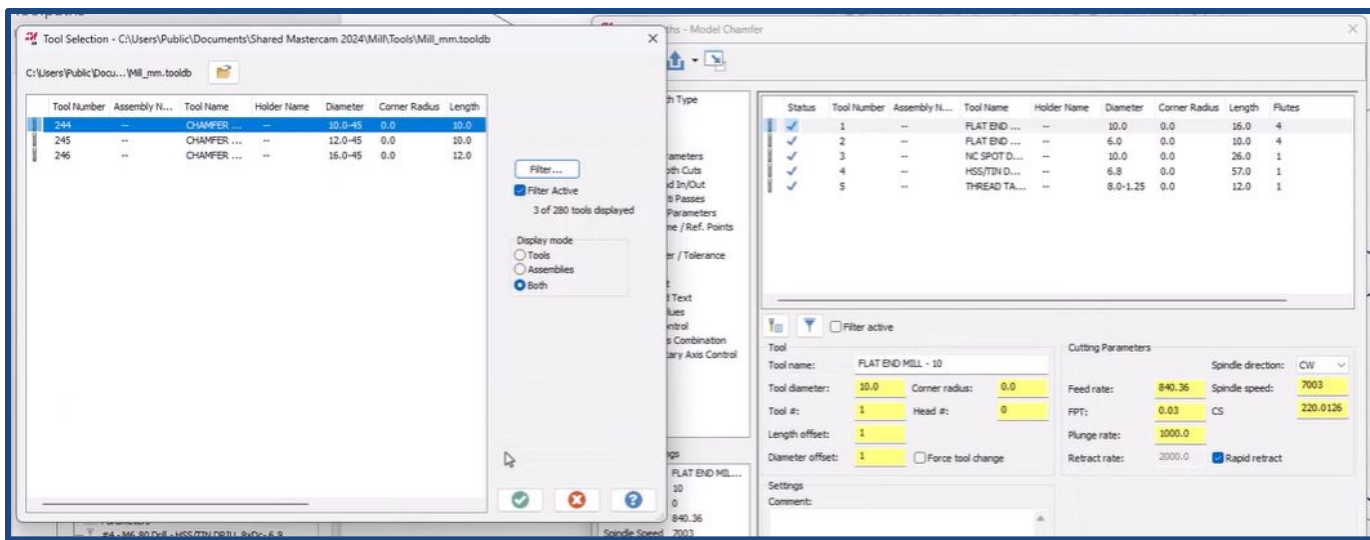 Tool Selection - C:\Users\Public\Documents\Shared Mastercam 2024\Mill\Tools\Mill_mm.tooldb
C:\Users\Public\Docu...\Mill_mm.tooldb
Tool Number Assembly N... Tool Name Holder Name Diameter Corner Radius Length
244 -- CHAMFER ... -- 10.0-45 0.0 10.0
245 -- CHAMFER ... -- 12.0-45 0.0 10.0
246 -- CHAMFER ... -- 16.0-45 0.0 12.0
Filter...
Filter Active
3 of 280 tools displayed
Display mode
Tools
Assemblies
Both
#4 - M6.80 Drill - HSS/TIN DRILL 8xDc- 6.8
ths - Model Chamfer
h Type
ameters
oth Cuts
d In/Out
ti Passes
Parameters
me / Ref. Points
er / Tolerance
t
d Text
lues
ontrol
s Combination
tary Axis Control
ngs
FLAT END MIL...
10
0
840.36
Spindle Speed 7003
Status Tool Number Assembly N... Tool Name Holder Name Diameter Corner Radius Length Flutes
1 -- FLAT END ... -- 10.0 0.0 16.0 4
2 -- FLAT END ... -- 6.0 0.0 10.0 4
3 -- NC SPOT D... -- 10.0 0.0 26.0 1
4 -- HSS/TIN D... -- 6.8 0.0 57.0 1
5 -- THREAD TA... -- 8.0-1.25 0.0 12.0 1
Filter active
Tool
Tool name: FLAT END MILL - 10
Tool diameter: 10.0 Corner radius: 0.0
Tool #: 1 Head #: 0
Length offset: 1
Diameter offset: 1 Force tool change
Cutting Parameters
Spindle direction: CW
Feed rate: 840.36 Spindle speed: 7003
FPT: 0.03 CS 220.0126
Plunge rate: 1000.0
Retract rate: 2000.0 Rapid retract
Settings
Comment: